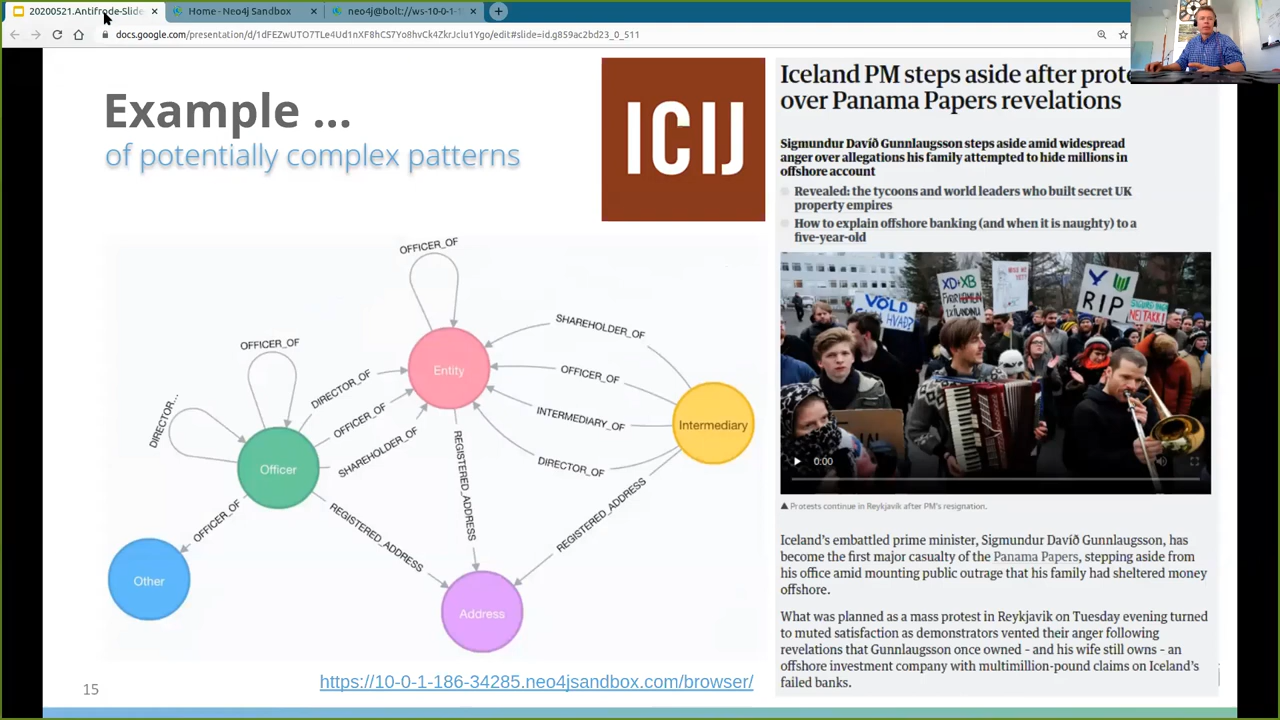 20200521.Antifrode-Slide
Home - Neo4j Sandbox
neo4j@bolt://ws-10-0-1-
docs.google.com/presentation/d/1dFEZwUTO7TLe4Ud1nXF8hCS7Yo8hvCk4ZkrJclu1Ygo/edit#slide=id.g859ac2bd23_0_511
Example ...
of potentially complex patterns
ICIJ
OFFICER_OF
OFFICER_OF
DIRECTOR...
DIRECTOR_OF
OFFICER_OF
SHAREHOLDER_OF
Entity
SHAREHOLDER_OF
OFFICER_OF
INTERMEDIARY_OF
DIRECTOR_OF
Intermediary
Officer
OFFICER_OF
REGISTERED_ADDRESS
REGISTERED_ADDRESS
REGISTERED_ADDRESS
Other
Address
15
https://10-0-1-186-34285.neo4jsandbox.com/browser/
Iceland PM steps aside after prote
over Panama Papers revelations
Sigmundur Davíð Gunnlaugsson steps aside amid widespread
anger over allegations his family attempted to hide millions in
offshore account
Revealed: the tycoons and world leaders who built secret UK
property empires
How to explain offshore banking (and when it is naughty) to a
five-year-old
VÖLD
HVAÐ?
XD+XB
RIP
NEI TAKK!
0:00
▲ Protests continue in Reykjavik after PM's resignation.
Iceland's embattled prime minister, Sigmundur Davíð Gunnlaugsson, has
become the first major casualty of the Panama Papers, stepping aside from
his office amid mounting public outrage that his family had sheltered money
offshore.
What was planned as a mass protest in Reykjavik on Tuesday evening turned
to muted satisfaction as demonstrators vented their anger following
revelations that Gunnlaugsson once owned – and his wife still owns – an
offshore investment company with multimillion-pound claims on Iceland's
failed banks.